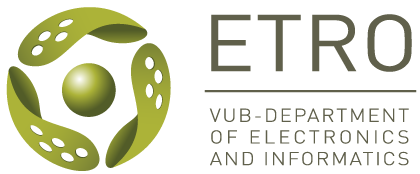 ETRO
VUB-DEPARTMENT
OF ELECTRONICS
AND INFORMATICS